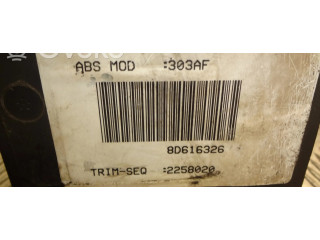 ABS MOD :303AF
8D616326
TRIM-SEQ :2258020